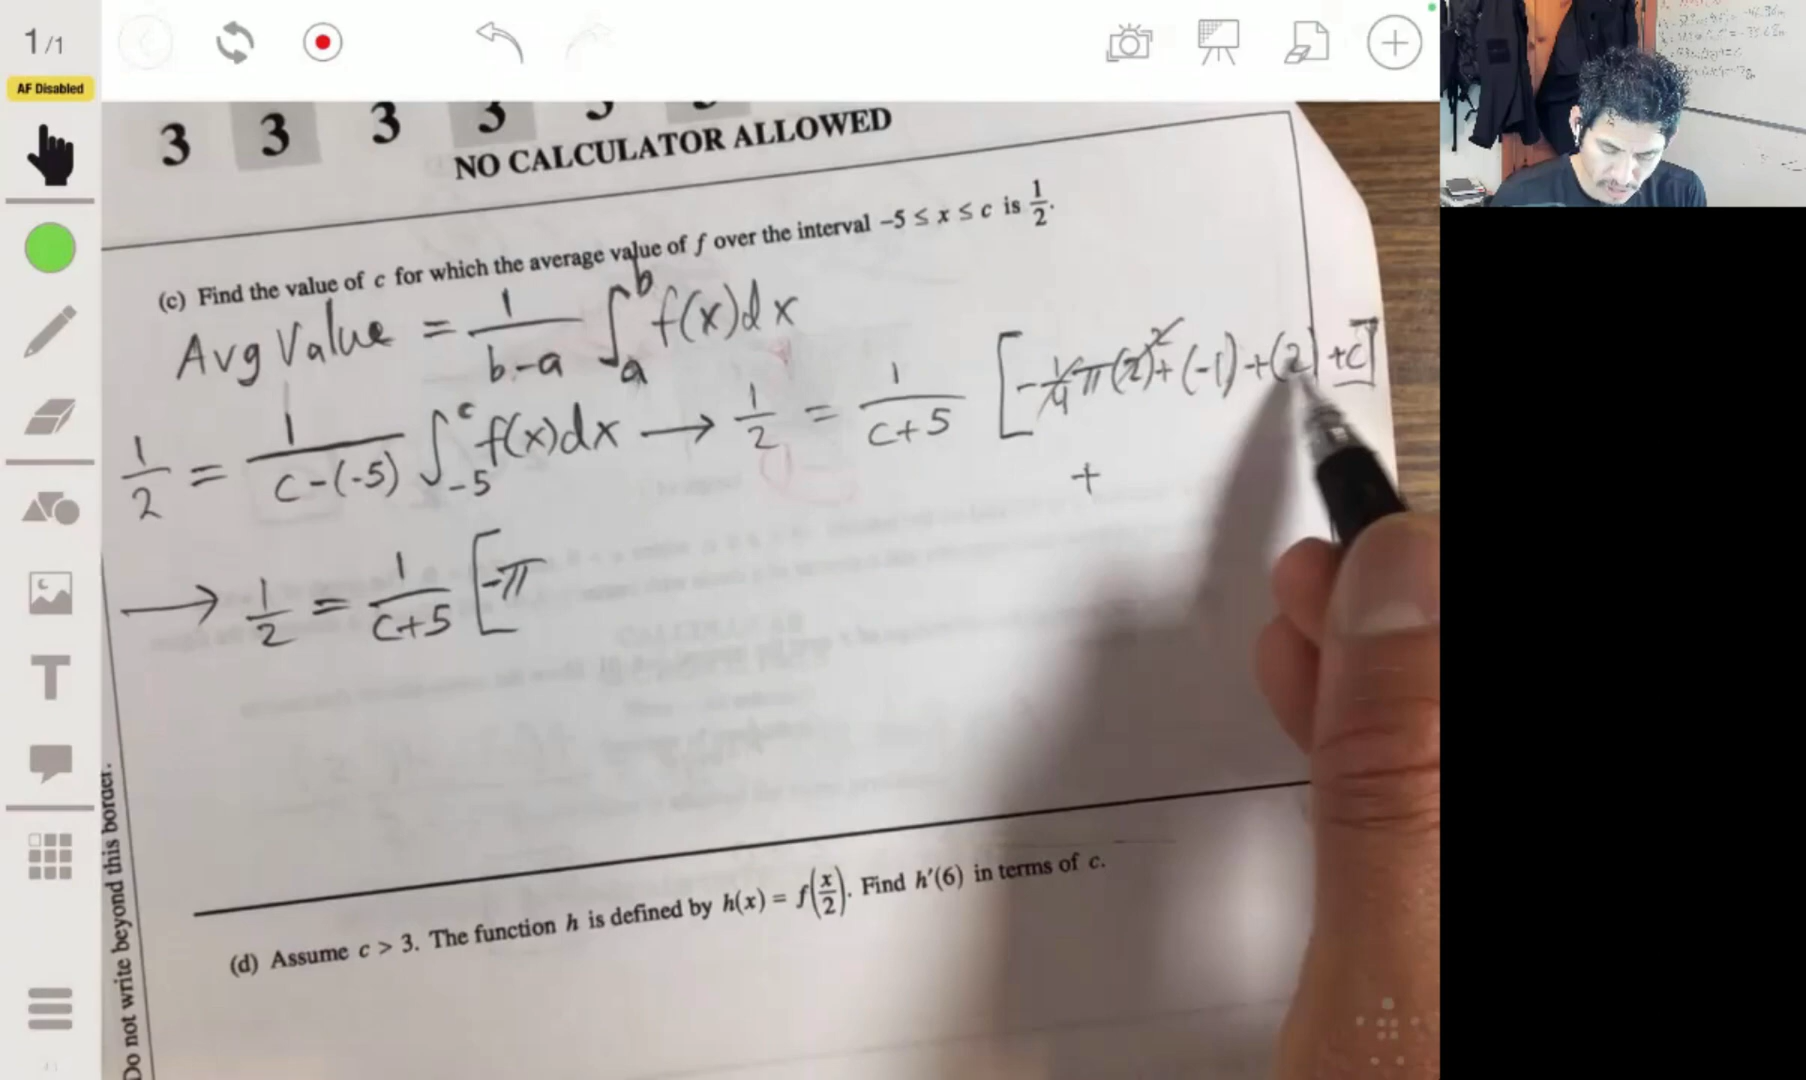 1/1
AF Disabled
3 3 3 3 3 3
NO CALCULATOR ALLOWED
(c) Find the value of c for which the average value of f over the interval −5 ≤ x ≤ c is 1/2.
Avg Value = 1/(b-a) ∫_a^b f(x)dx
1/2 = 1/(c-(-5)) ∫_-5^c f(x)dx → 1/2 = 1/(c+5) [-1/4π(2)^2+(-1)+(2)+c]
+
→ 1/2 = 1/(c+5) [-π
T
(d) Assume c > 3. The function h is defined by h(x) = f(x/2). Find h′(6) in terms of c.
Do not write beyond this border.